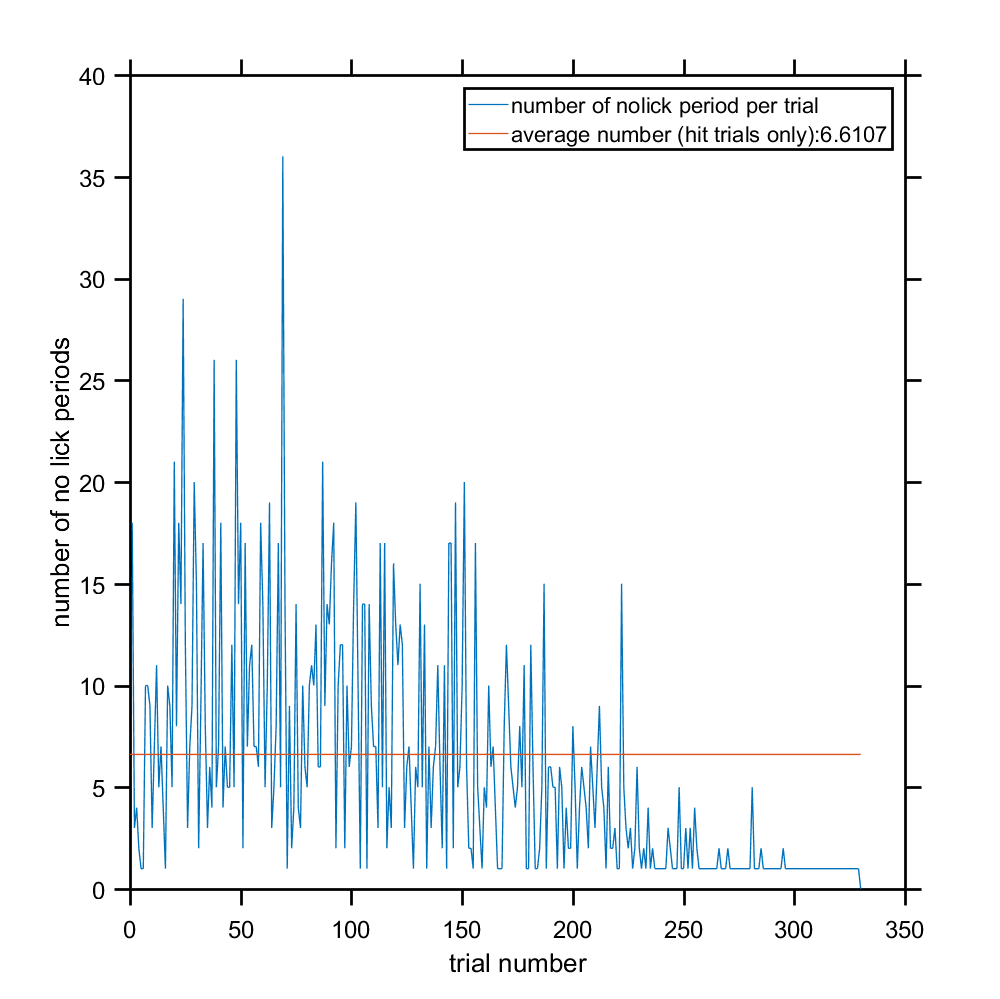 number of nolick period per trial
average number (hit trials only):6.6107
number of no lick periods
40
35
30
25
20
15
10
5
0
0 50 100 150 200 250 300 350
trial number